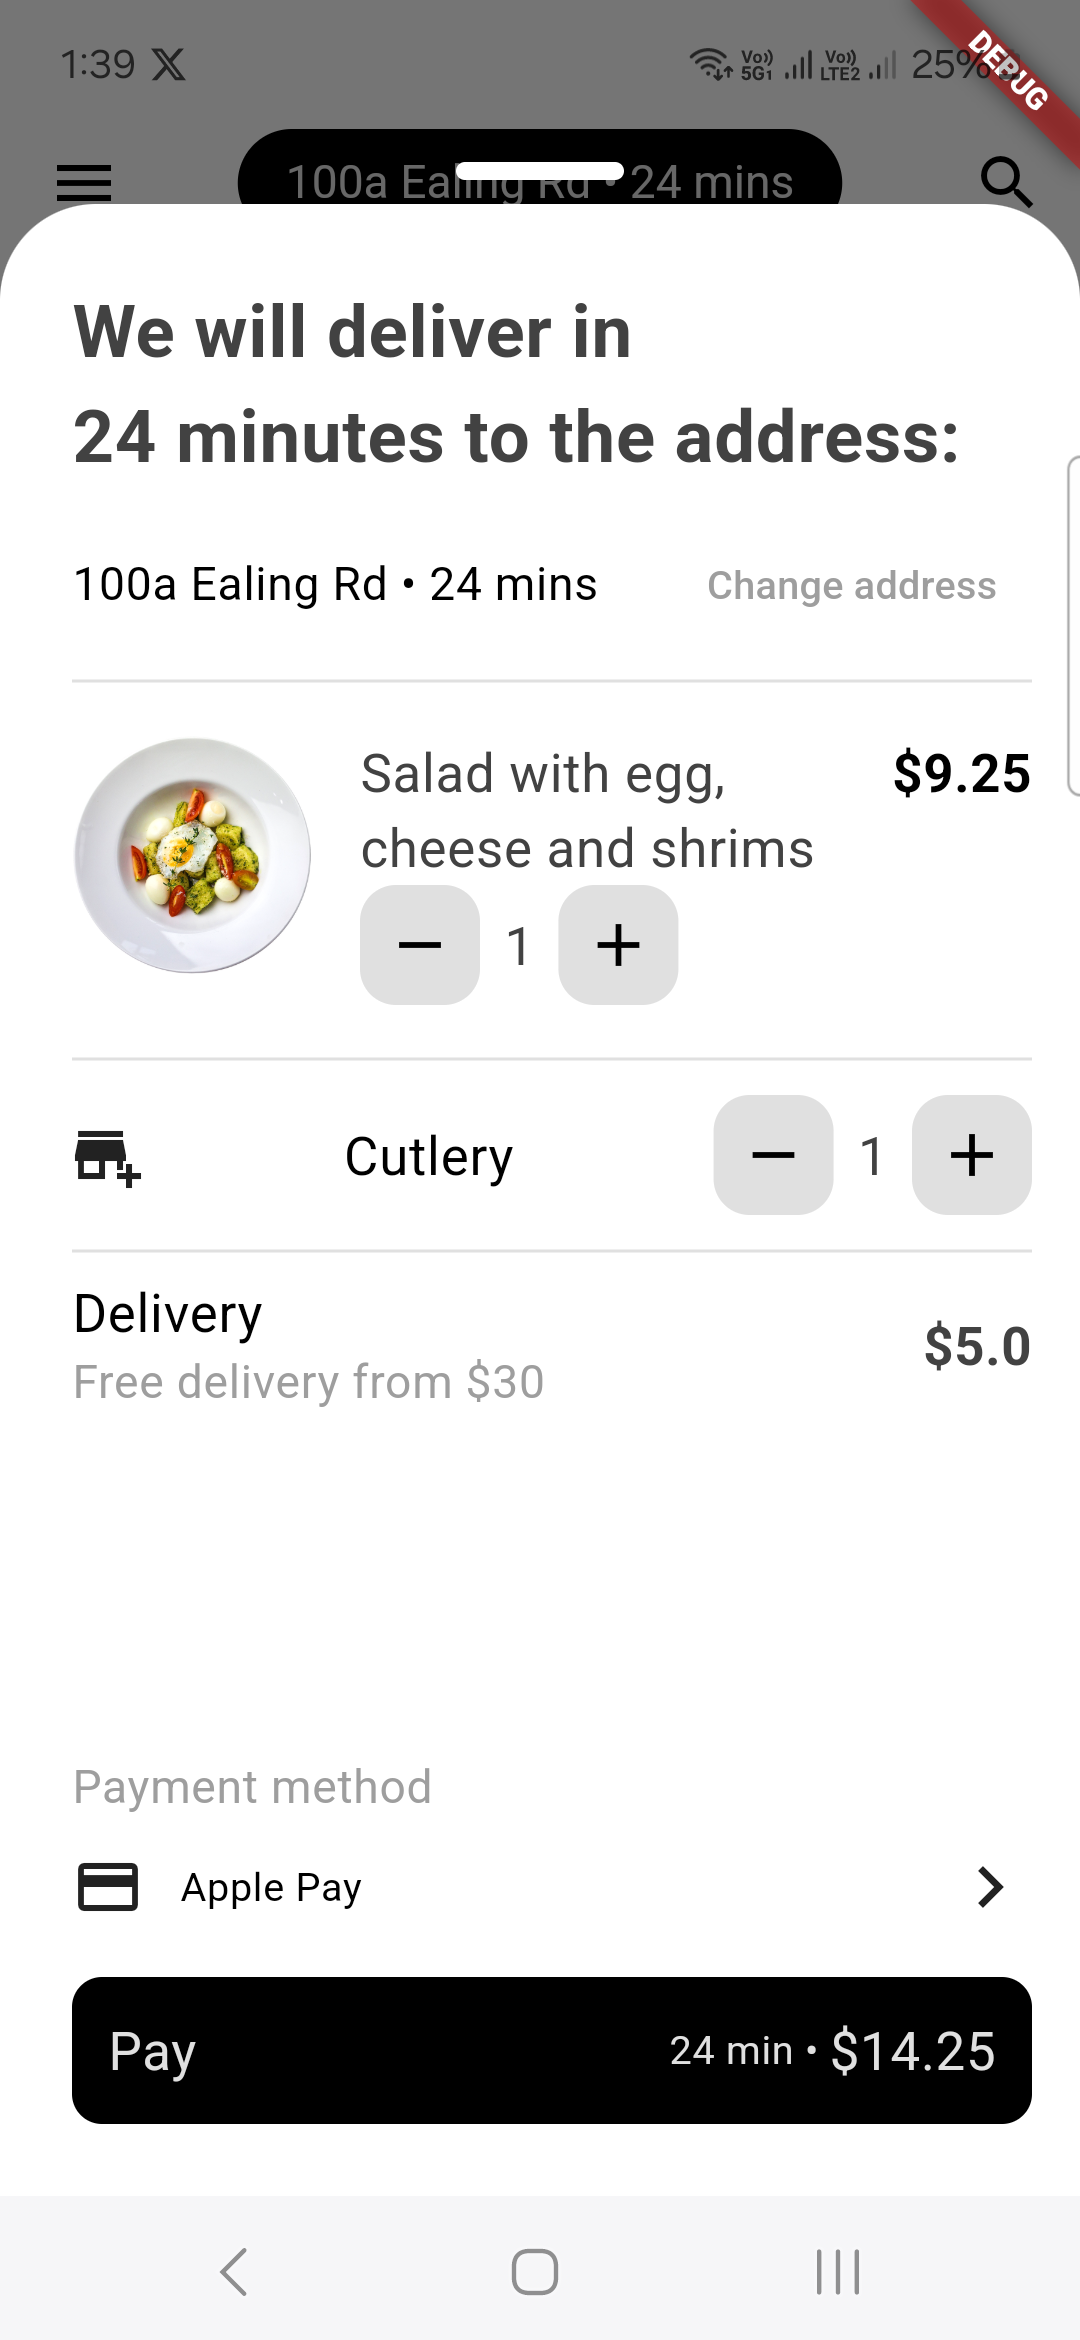 1:39
Vo))
5G1
Vo))
LTE2
25%
DEBUG
100a Ealing Rd • 24 mins
We will deliver in
24 minutes to the address:
100a Ealing Rd • 24 mins
Change address
Salad with egg,
$9.25
cheese and shrims
1
Cutlery
1
Delivery
$5.0
Free delivery from $30
Payment method
Apple Pay
Pay
24 min • $14.25